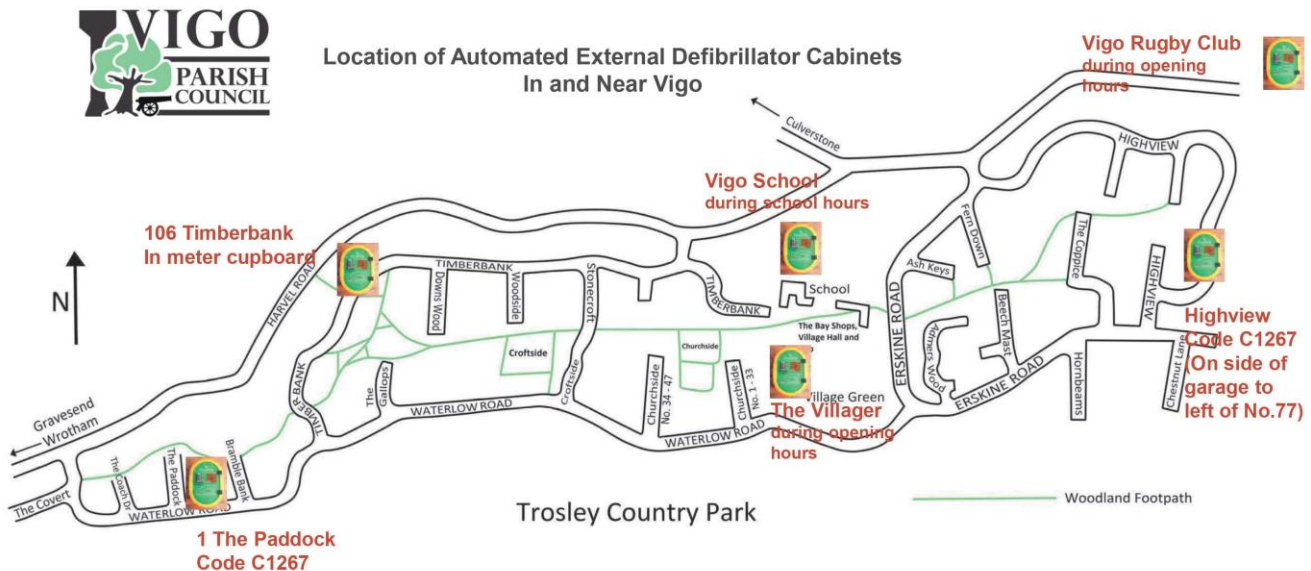 VIGO
PARISH
COUNCIL
Location of Automated External Defibrillator Cabinets
In and Near Vigo
Vigo Rugby Club
during opening
hours
Culverstone
HIGHVIEW
Vigo School
during school hours
106 Timberbank
In meter cupboard
N
HARVEL ROAD
TIMBERBANK
Downs Wood
Woodside
Stonecroft
TIMBERBANK
School
The Bay Shops,
Village Hall and
Fern Down
Ash Keys
The Coppice
HIGHVIEW
ERSKINE ROAD
Admers Wood
Beech Mast
ERSKINE ROAD
Hornbeams
Chestnut Lane
Highview
Code C1267
(On side of
garage to
left of No.77)
Croftside
Croftside
Churchside
Churchside
No. 34 - 47
Churchside
No. 1 - 33
Village Green
The Villager
during opening
hours
The Gallops
WATERLOW ROAD
WATERLOW ROAD
TIMBER BANK
Gravesend
Wrotham
The Covert
The Coach Dr
The Paddock
Bramble Bank
WATERLOW ROAD
1 The Paddock
Code C1267
Trosley Country Park
Woodland Footpath